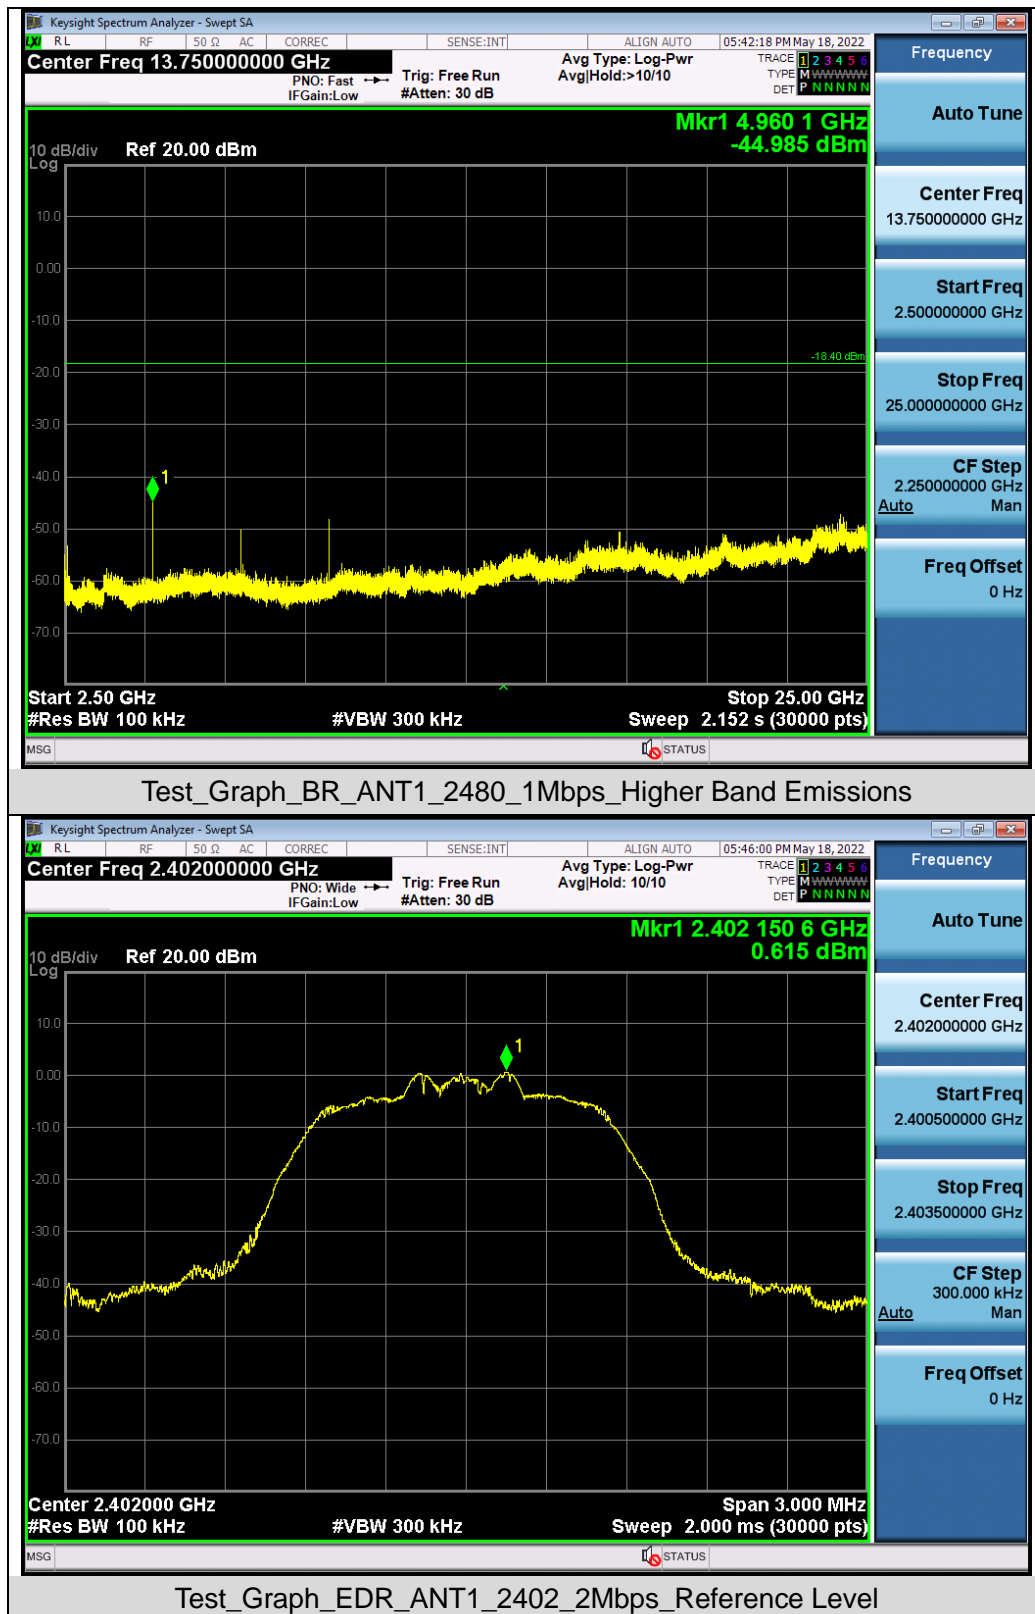 Keysight Spectrum Analyzer - Swept SA
LXI RL RF 50 Ω AC CORREC SENSE:INT ALIGN AUTO 05:42:18 PM May 18, 2022
Center Freq 13.750000000 GHz
PNO: Fast
IFGain:Low
Trig: Free Run
#Atten: 30 dB
Avg Type: Log-Pwr
Avg|Hold:>10/10
TRACE 1 2 3 4 5 6
TYPE M WWWWW
DET P N N N N N
Mkr1 4.960 1 GHz
-44.985 dBm
10 dB/div Ref 20.00 dBm
Log
10.0
0.00
-10.0
-18.40 dBm
-20.0
-30.0
-40.0
1
-50.0
-60.0
-70.0
Start 2.50 GHz Stop 25.00 GHz
#Res BW 100 kHz #VBW 300 kHz Sweep 2.152 s (30000 pts)
MSG STATUS
Frequency
Auto Tune
Center Freq
13.750000000 GHz
Start Freq
2.500000000 GHz
Stop Freq
25.000000000 GHz
CF Step
2.250000000 GHz
Auto Man
Freq Offset
0 Hz
Test_Graph_BR_ANT1_2480_1Mbps_Higher Band Emissions
Keysight Spectrum Analyzer - Swept SA
LXI RL RF 50 Ω AC CORREC SENSE:INT ALIGN AUTO 05:46:00 PM May 18, 2022
Center Freq 2.402000000 GHz
PNO: Wide
IFGain:Low
Trig: Free Run
#Atten: 30 dB
Avg Type: Log-Pwr
Avg|Hold: 10/10
TRACE 1 2 3 4 5 6
TYPE M WWWWW
DET P N N N N N
Mkr1 2.402 150 6 GHz
0.615 dBm
10 dB/div Ref 20.00 dBm
Log
10.0
1
0.00
-10.0
-20.0
-30.0
-40.0
-50.0
-60.0
-70.0
Center 2.402000 GHz Span 3.000 MHz
#Res BW 100 kHz #VBW 300 kHz Sweep 2.000 ms (30000 pts)
MSG STATUS
Frequency
Auto Tune
Center Freq
2.402000000 GHz
Start Freq
2.400500000 GHz
Stop Freq
2.403500000 GHz
CF Step
300.000 kHz
Auto Man
Freq Offset
0 Hz
Test_Graph_EDR_ANT1_2402_2Mbps_Reference Level